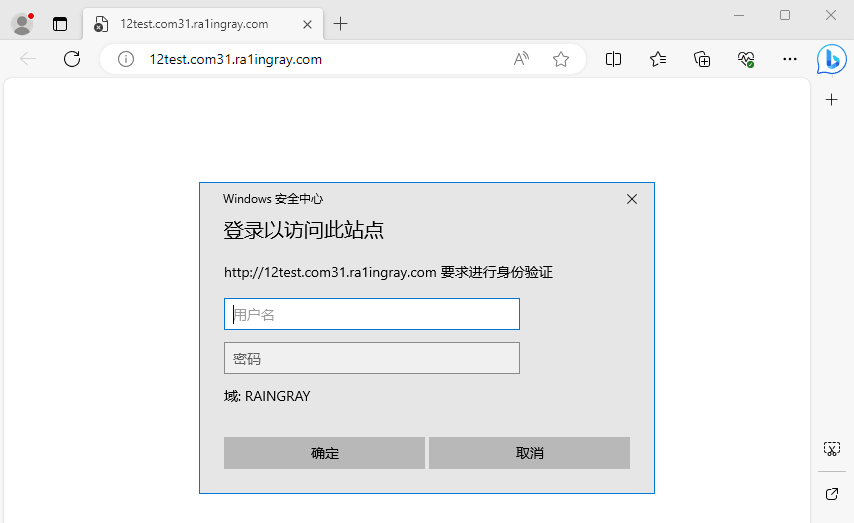 12test.com31.ra1ingray.com
12test.com31.ra1ingray.com
Windows 安全中心
登录以访问此站点
http://12test.com31.ra1ingray.com 要求进行身份验证
用户名
密码
域: RAINGRAY
确定
取消